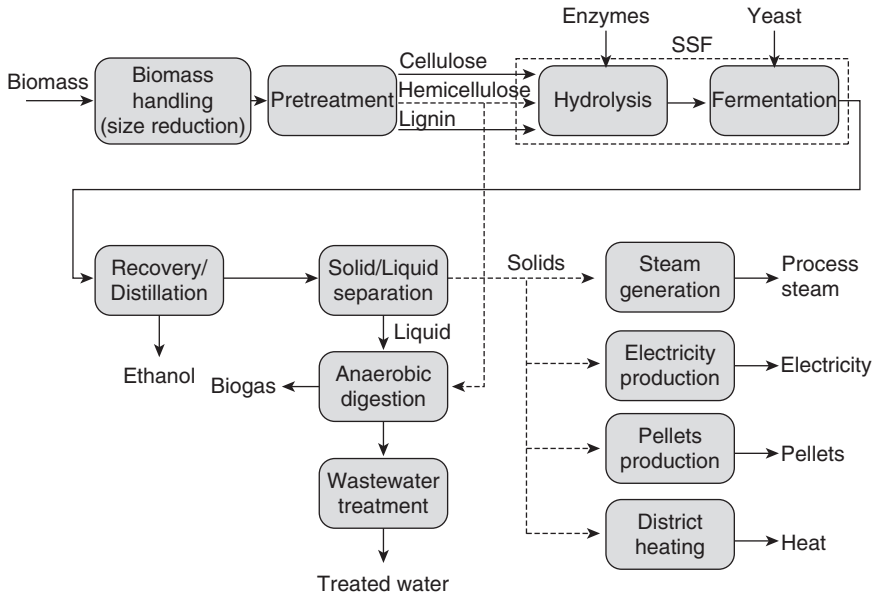 Enzymes
Yeast
SSF
Biomass
Biomass
handling
(size reduction)
Pretreatment
Cellulose
Hemicellulose
Lignin
Hydrolysis
Fermentation
Recovery/
Distillation
Solid/Liquid
separation
Solids
Steam
generation
Process
steam
Liquid
Ethanol
Biogas
Anaerobic
digestion
Electricity
production
Electricity
Wastewater
treatment
Pellets
production
Pellets
District
heating
Heat
Treated water